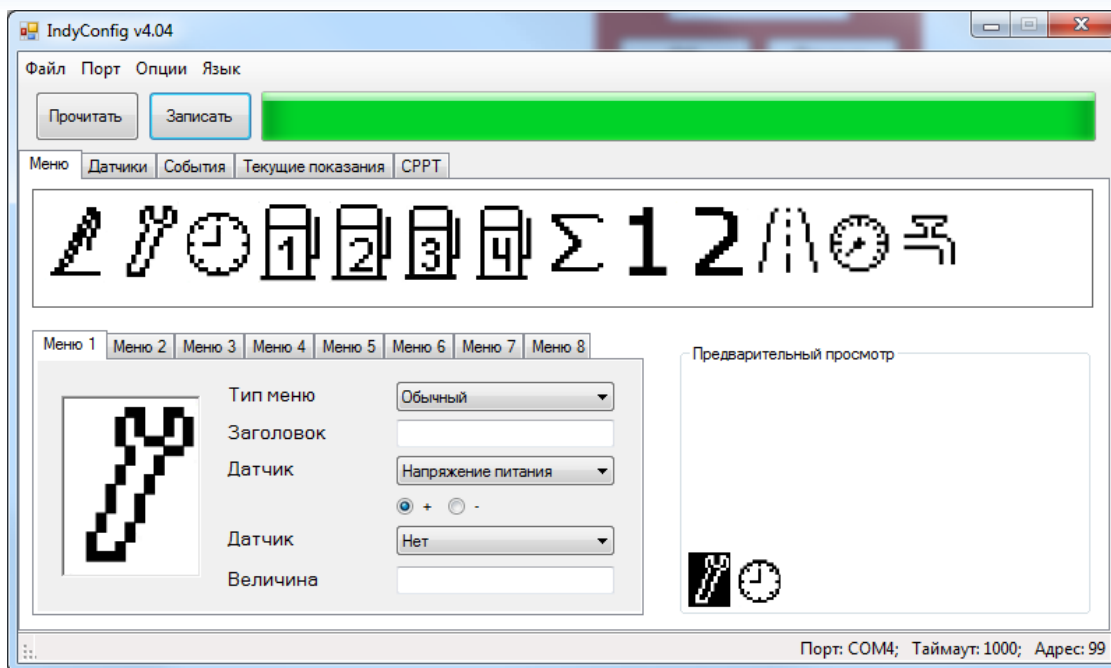 IndyConfig v4.04
Файл Порт Опции Язык
Прочитать Записать
Меню Датчики События Текущие показания СРРТ
1 2 3 4 Σ 1 2
Меню 1 Меню 2 Меню 3 Меню 4 Меню 5 Меню 6 Меню 7 Меню 8
Предварительный просмотр
Тип меню Обычный
Заголовок
Датчик Напряжение питания
+ -
Датчик Нет
Величина
Порт: COM4; Таймаут: 1000; Адрес: 99